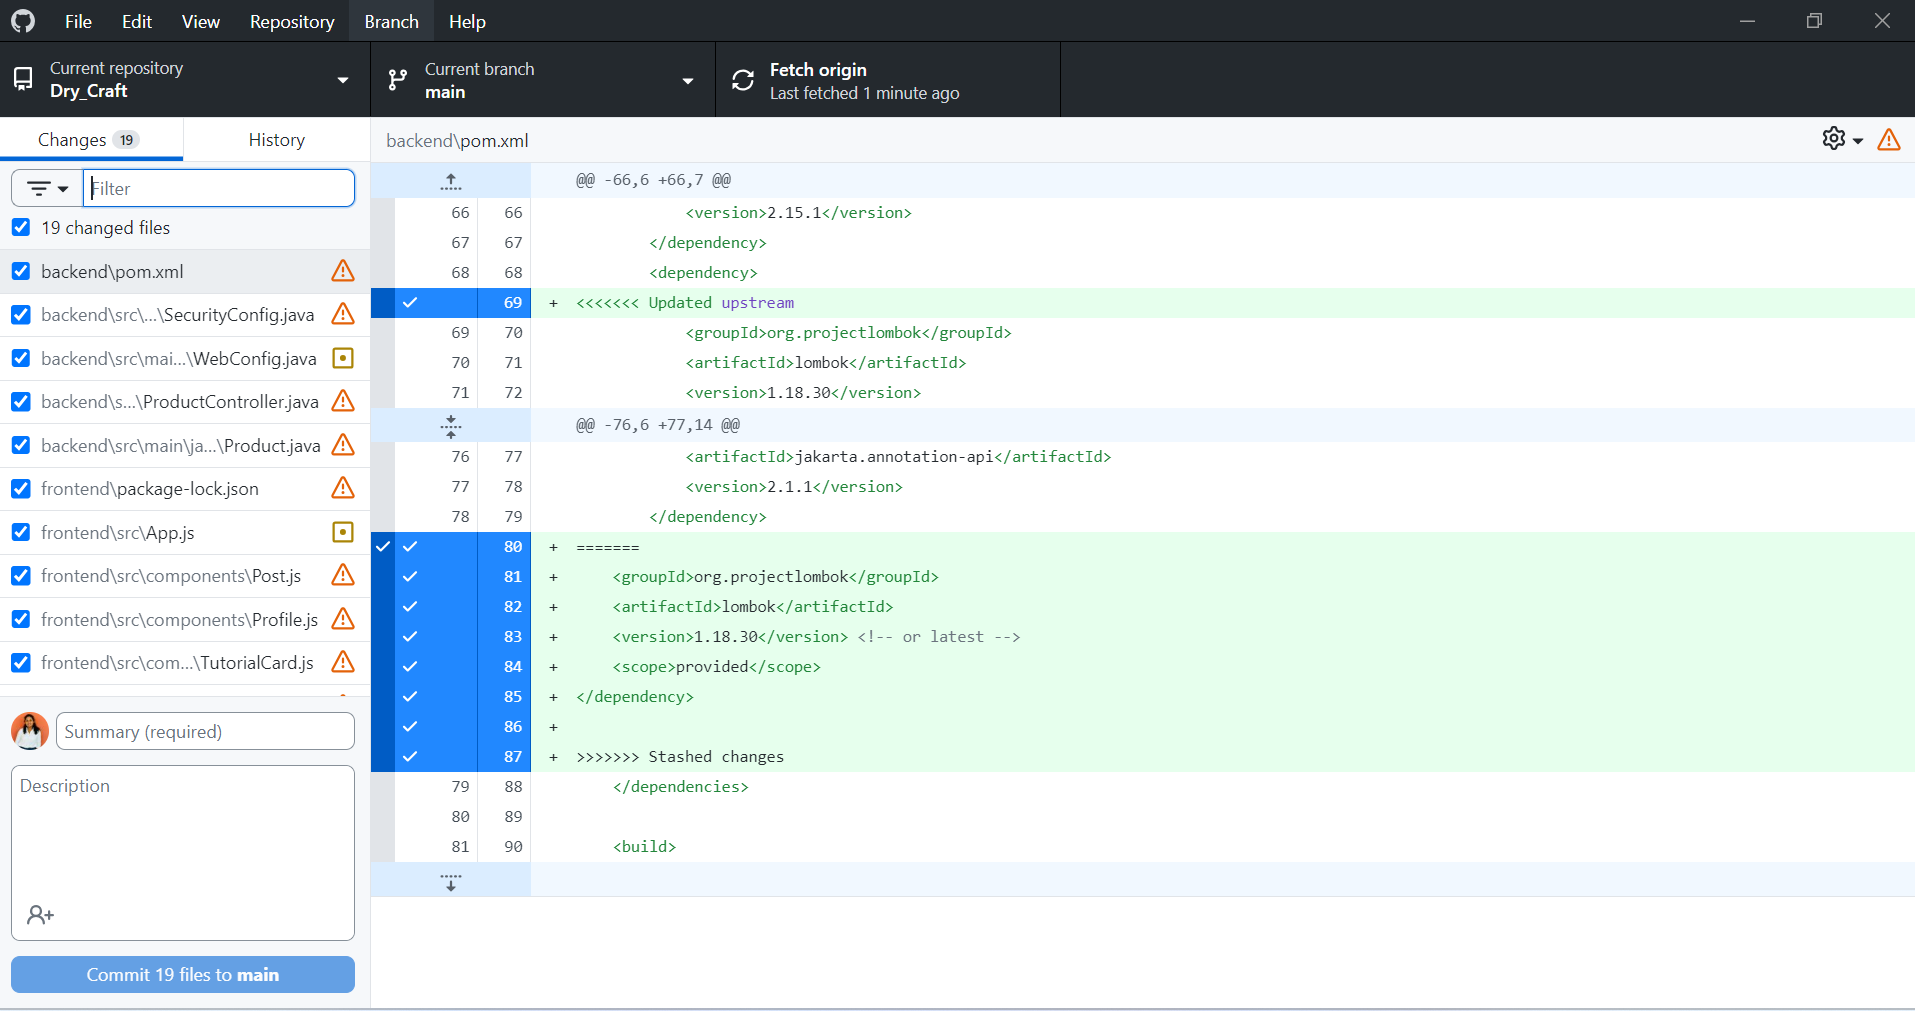 File Edit View Repository Branch Help
Current repository
Dry_Craft
Current branch
main
Fetch origin
Last fetched 1 minute ago
Changes 19
History
Filter
19 changed files
backend\pom.xml
backend\src\...\SecurityConfig.java
backend\src\mai...\WebConfig.java
backend\s...\ProductController.java
backend\src\main\ja...\Product.java
frontend\package-lock.json
frontend\src\App.js
frontend\src\components\Post.js
frontend\src\components\Profile.js
frontend\src\com...\TutorialCard.js
Summary (required)
Description
Commit 19 files to main
backend\pom.xml
@@ -66,6 +66,7 @@
66 66 <version>2.15.1</version>
67 67 </dependency>
68 68 <dependency>
69 + <<<<<<< Updated upstream
69 70 <groupId>org.projectlombok</groupId>
70 71 <artifactId>lombok</artifactId>
71 72 <version>1.18.30</version>
@@ -76,6 +77,14 @@
76 77 <artifactId>jakarta.annotation-api</artifactId>
77 78 <version>2.1.1</version>
78 79 </dependency>
80 + =======
81 + <groupId>org.projectlombok</groupId>
82 + <artifactId>lombok</artifactId>
83 + <version>1.18.30</version> <!-- or latest -->
84 + <scope>provided</scope>
85 + </dependency>
86 +
87 + >>>>>>> Stashed changes
79 88 </dependencies>
80 89
81 90 <build>